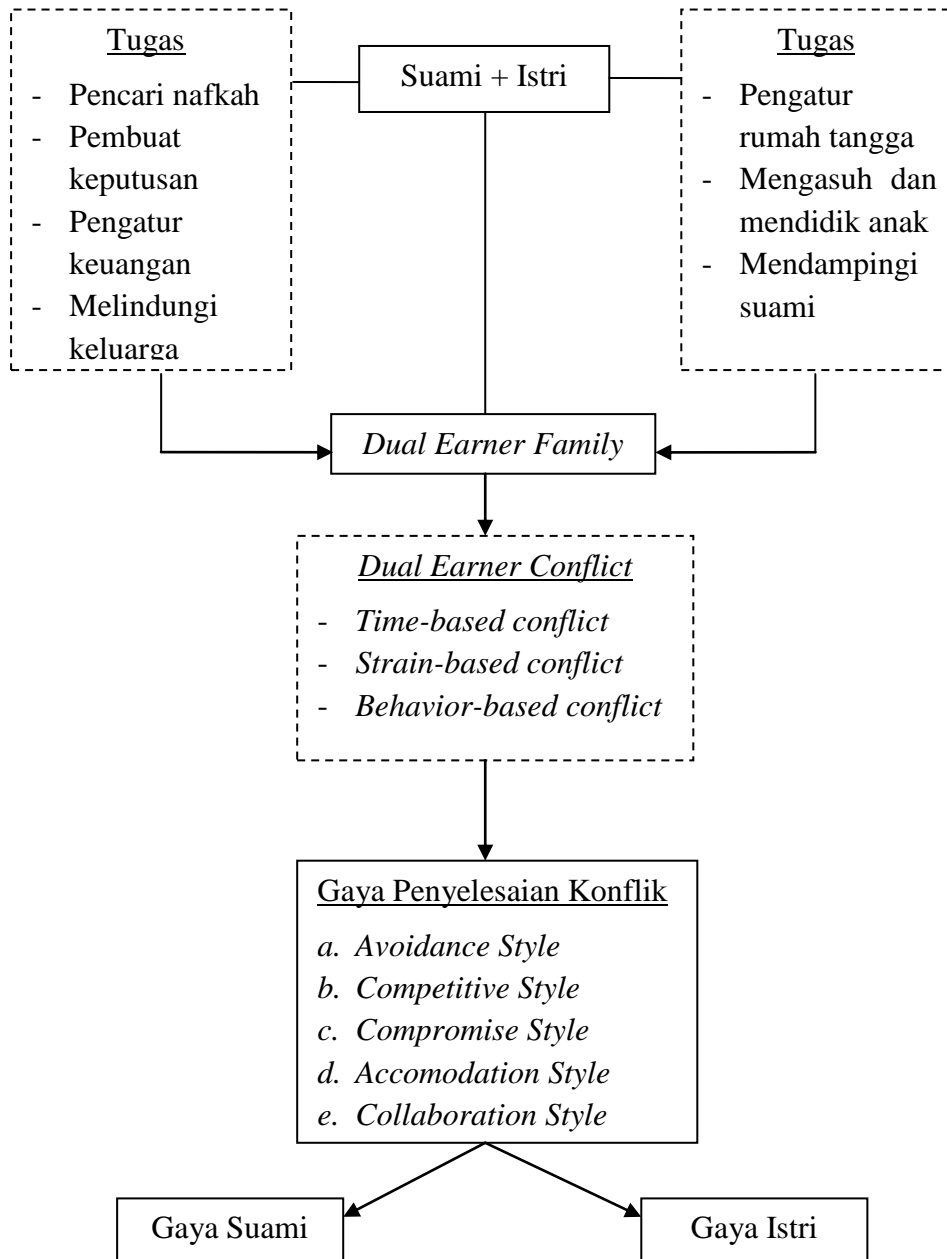 Tugas
- Pencari nafkah
- Pembuat
keputusan
- Pengatur
keuangan
- Melindungi
keluarga
Suami + Istri
Tugas
- Pengatur
rumah tangga
- Mengasuh dan
mendidik anak
- Mendampingi
suami
Dual Earner Family
Dual Earner Conflict
- Time-based conflict
- Strain-based conflict
- Behavior-based conflict
Gaya Penyelesaian Konflik
a. Avoidance Style
b. Competitive Style
c. Compromise Style
d. Accomodation Style
e. Collaboration Style
Gaya Suami
Gaya Istri